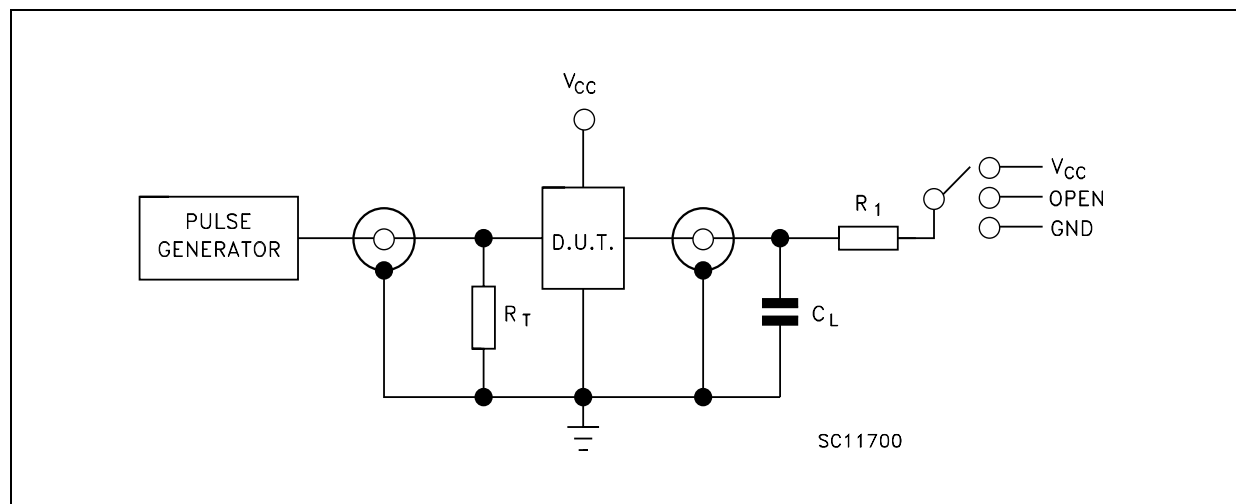 VCC
PULSE
GENERATOR
D.U.T.
RT
R1
CL
VCC
OPEN
GND
SC11700